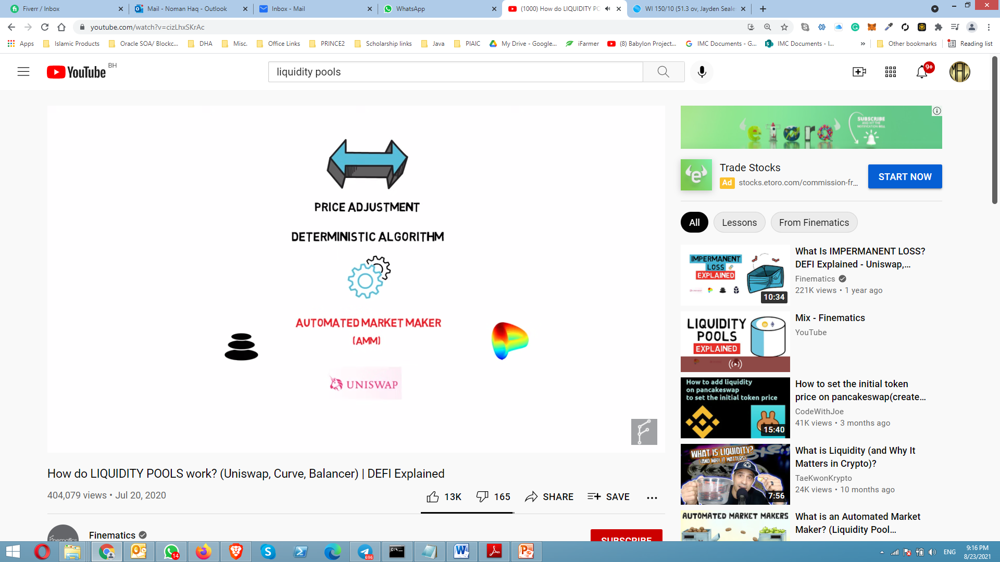 Fiverr / Inbox
Mail - Noman Haq - Outlook
Inbox - Mail
WhatsApp
(1000) How do LIQUIDITY PO
WI 150/10 (51.3 ov, Jayden Seale
youtube.com/watch?v=cizLhxSKrAc
Apps
Islamic Products
Oracle SOA/ Blockc...
DHA
Misc.
Office Links
PRINCE2
Scholarship links
Java
PIAIC
My Drive - Google...
iFarmer
(8) Babylon Project...
IMC Documents - G...
IMC Documents - I...
»
Other bookmarks
Reading list
YouTube
BH
liquidity pools
9+
MAC
PRICE ADJUSTMENT
DETERMINISTIC ALGORITHM
AUTOMATED MARKET MAKER
(AMM)
UNISWAP
How do LIQUIDITY POOLS work? (Uniswap, Curve, Balancer) | DEFI Explained
404,079 views • Jul 20, 2020
13K
165
SHARE
SAVE
Finematics
SUBSCRIBE
etoro
SUBSCRIBE
AND HIT THE
NOTIFICATION BELL
Trade Stocks
Ad
stocks.etoro.com/commission-fr...
START NOW
All
Lessons
From Finematics
IMPERMANENT
LOSS
EXPLAINED
10:34
What Is IMPERMANENT LOSS?
DEFI Explained - Uniswap,...
Finematics
221K views • 1 year ago
LIQUIDITY
POOLS
EXPLAINED
Mix - Finematics
YouTube
How to add liquidity
on pancakeswap
to set the initial token price
15:40
How to set the initial token
price on pancakeswap(create...
CodeWithJoe
41K views • 3 months ago
WHAT IS LIQUIDITY?
(AND WHY IT MATTERS)
7:56
What is Liquidity (and Why It
Matters in Crypto)?
TaeKwonKrypto
24K views • 10 months ago
AUTOMATED MARKET MAKERS
What is an Automated Market
Maker? (Liquidity Pool...
14
696
ENG
9:16 PM
8/23/2021